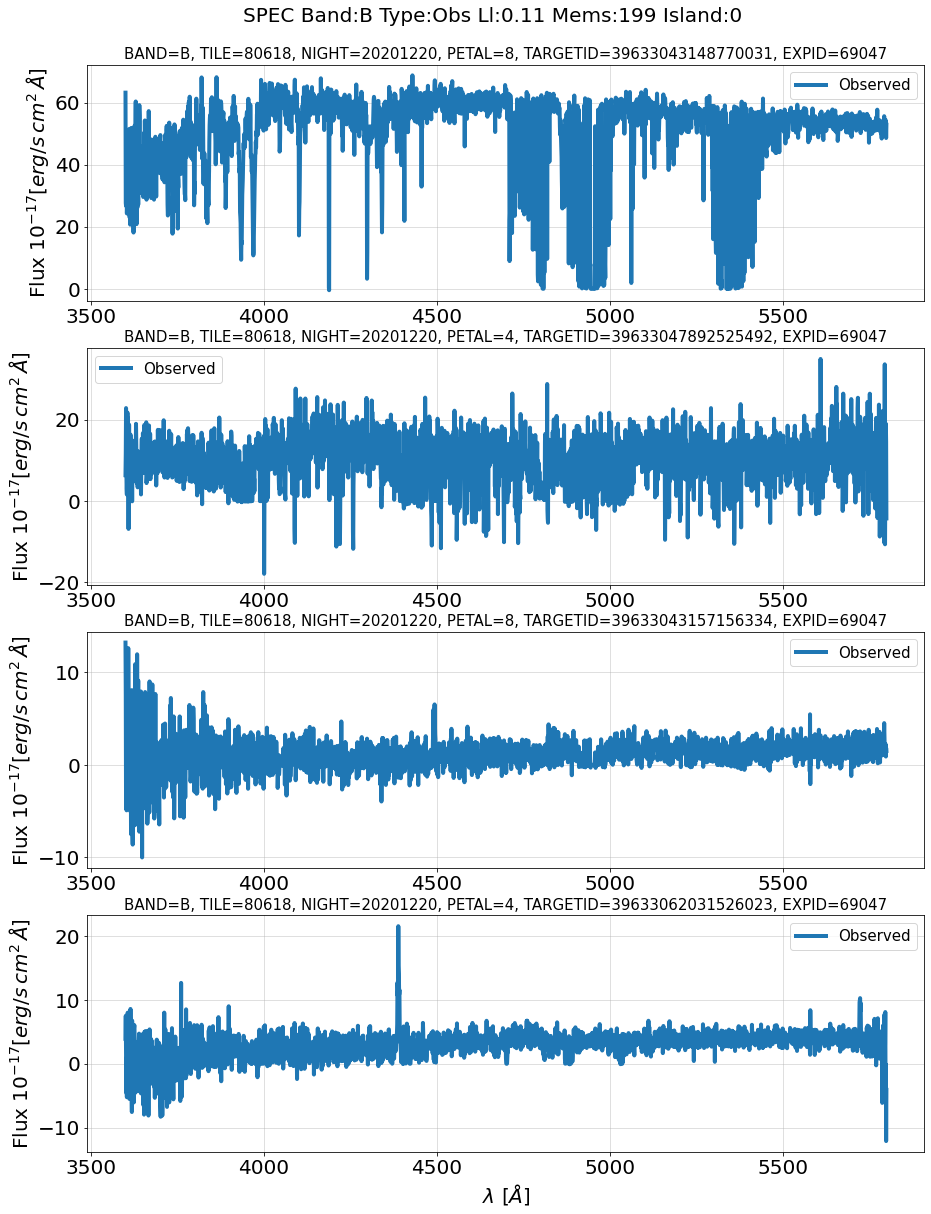 SPEC Band:B Type:Obs Ll:0.11 Mems:199 Island:0
BAND=B, TILE=80618, NIGHT=20201220, PETAL=8, TARGETID=39633043148770031, EXPID=69047
Flux 10⁻¹⁷[erg/s cm² Å]
60
40
20
0
Observed
3500 4000 4500 5000 5500
BAND=B, TILE=80618, NIGHT=20201220, PETAL=4, TARGETID=39633047892525492, EXPID=69047
Flux 10⁻¹⁷[erg/s cm² Å]
20
0
−20
Observed
3500 4000 4500 5000 5500
BAND=B, TILE=80618, NIGHT=20201220, PETAL=8, TARGETID=39633043157156334, EXPID=69047
Flux 10⁻¹⁷[erg/s cm² Å]
10
0
−10
Observed
3500 4000 4500 5000 5500
BAND=B, TILE=80618, NIGHT=20201220, PETAL=4, TARGETID=39633062031526023, EXPID=69047
Flux 10⁻¹⁷[erg/s cm² Å]
20
10
0
−10
Observed
3500 4000 4500 5000 5500
λ [Å]